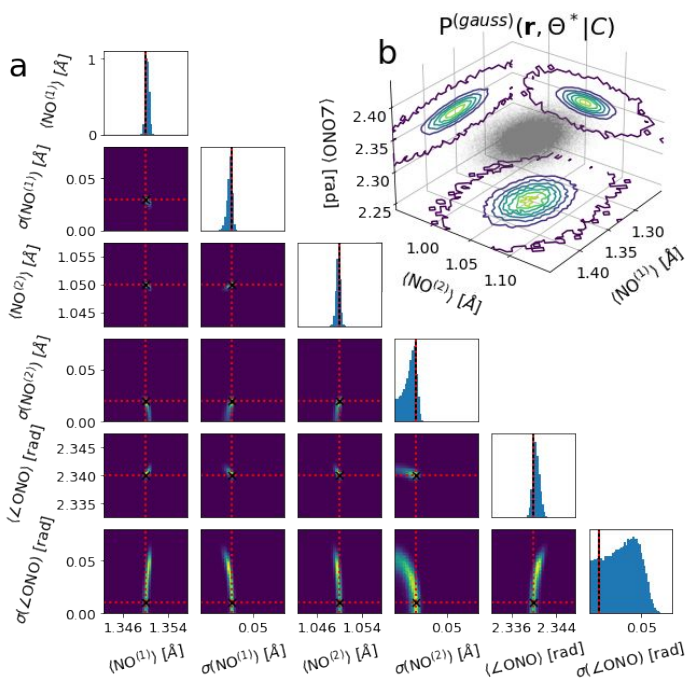 a
b
P(gauss)(r, Θ*|C)
⟨NO(1)⟩ [Å]
1
0
σ(NO(1)) [Å]
0.05
0.00
⟨NO(2)⟩ [Å]
1.055
1.050
1.045
σ(NO(2)) [Å]
0.05
0.00
⟨∠ONO⟩ [rad]
2.345
2.340
2.335
σ(∠ONO) [rad]
0.05
0.00
1.346 1.354
0.05
1.046 1.054
0.05
2.336 2.344
0.05
⟨NO(1)⟩ [Å]
σ(NO(1)) [Å]
⟨NO(2)⟩ [Å]
σ(NO(2)) [Å]
⟨∠ONO⟩ [rad]
σ(∠ONO) [rad]
⟨ONO7⟩ [rad]
2.40
2.35
2.30
2.25
1.00
1.05
1.10
⟨NO(2)⟩ [Å]
1.30
1.35
1.40
⟨NO(1)⟩ [Å]